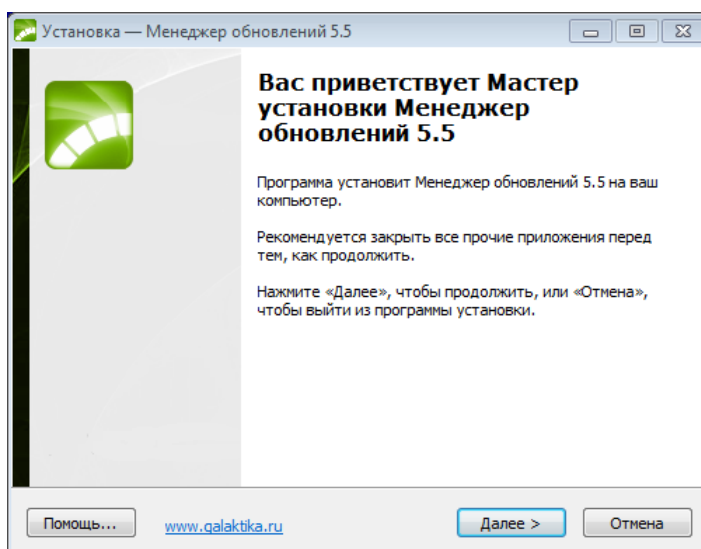 Установка — Менеджер обновлений 5.5
Вас приветствует Мастер
установки Менеджер
обновлений 5.5
Программа установит Менеджер обновлений 5.5 на ваш
компьютер.
Рекомендуется закрыть все прочие приложения перед
тем, как продолжить.
Нажмите «Далее», чтобы продолжить, или «Отмена»,
чтобы выйти из программы установки.
Помощь...
www.galaktika.ru
Далее >
Отмена